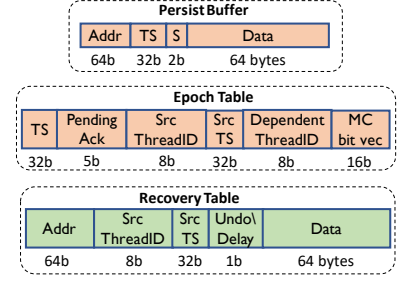 Persist Buffer
Addr TS S Data
64b 32b 2b 64 bytes
Epoch Table
TS Pending Ack Src ThreadID Src TS Dependent ThreadID MC bit vec
32b 5b 8b 32b 8b 16b
Recovery Table
Addr Src ThreadID Src TS Undo\ Delay Data
64b 8b 32b 1b 64 bytes